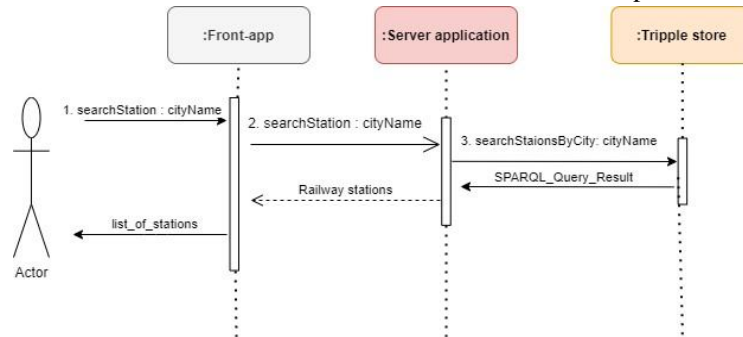 :Front-app
:Server application
:Tripple store
1. searchStation : cityName
2. searchStation : cityName
3. searchStaionsByCity: cityName
SPARQL_Query_Result
Railway stations
list_of_stations
Actor